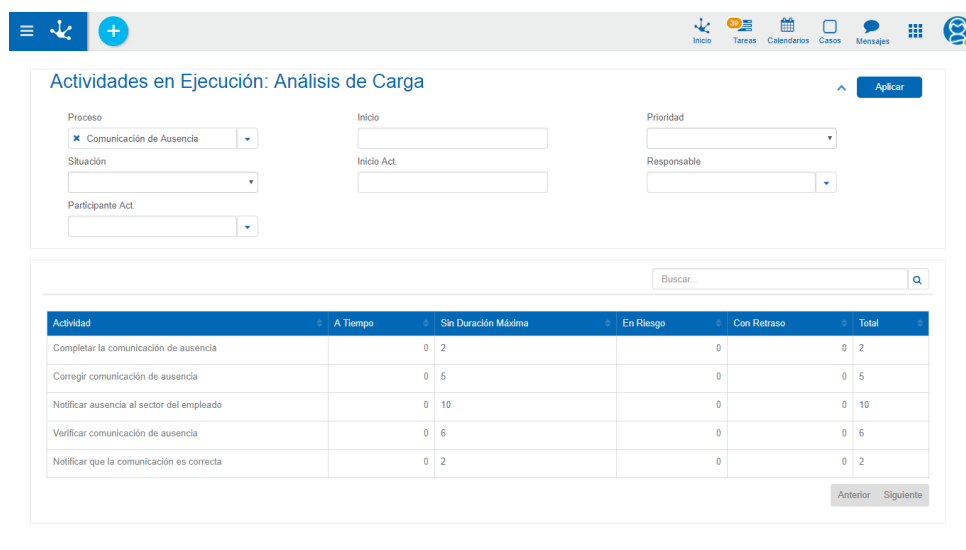 39
Inicio Tareas Calendarios Casos Mensajes
Actividades en Ejecución: Análisis de Carga
Aplicar
Proceso Inicio Prioridad
Comunicación de Ausencia
Situación Inicio Act. Responsable
Participante Act.
Buscar...
Actividad A Tiempo Sin Duración Máxima En Riesgo Con Retraso Total
Completar la comunicación de ausencia 0 2 0 0 2
Corregir comunicación de ausencia 0 5 0 0 5
Notificar ausencia al sector del empleado 0 10 0 0 10
Verificar comunicación de ausencia 0 6 0 0 6
Notificar que la comunicación es correcta 0 2 0 0 2
Anterior Siguiente